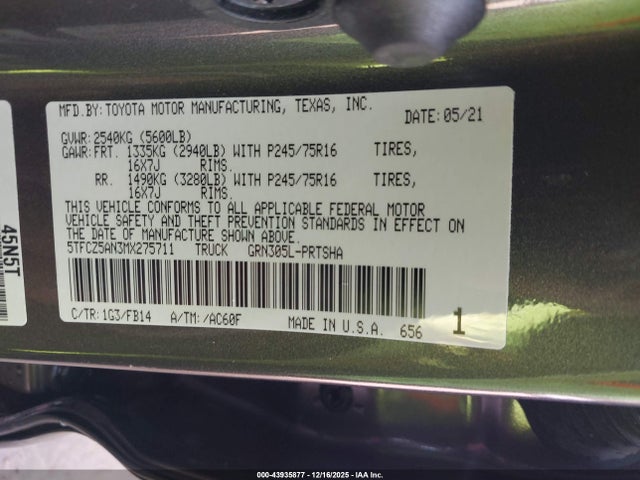 MFD.BY: TOYOTA MOTOR MANUFACTURING, TEXAS, INC.
DATE: 05/21
GVWR: 2540KG (5600LB)
GAWR: FRT. 1335KG (2940LB) WITH P245/75R16 TIRES,
16X7J RIMS.
RR. 1490KG (3280LB) WITH P245/75R16 TIRES,
16X7J RIMS.
THIS VEHICLE CONFORMS TO ALL APPLICABLE FEDERAL MOTOR
VEHICLE SAFETY AND THEFT PREVENTION STANDARDS IN EFFECT ON
THE DATE OF MANUFACTURE SHOWN ABOVE.
5TFCZ5AN3MX275711 TRUCK GRN305L-PRTSHA
C/TR: 1G3/FB14 A/TM: /AC60F MADE IN U.S.A. 656 1
45N5T
000-43935877 - 12/16/2025 - IAA Inc.